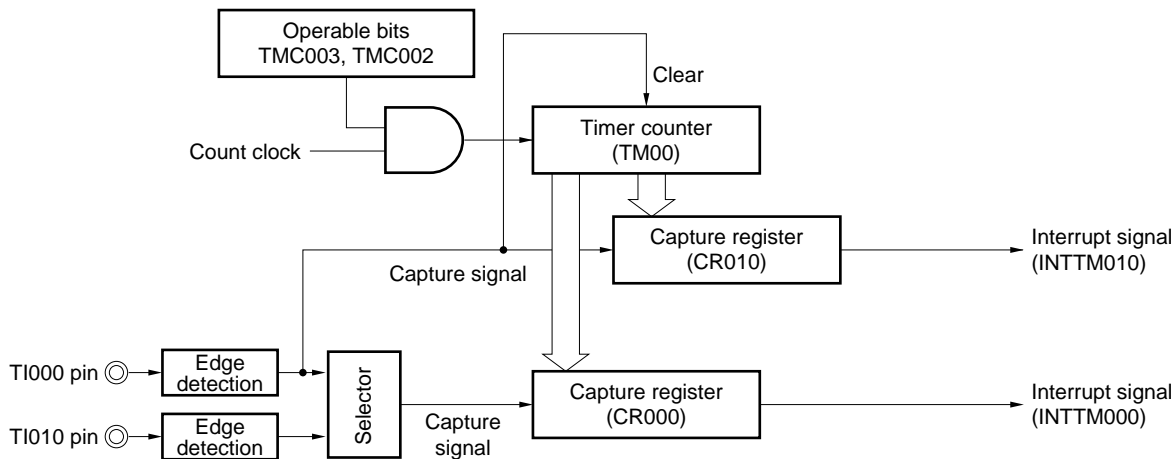 Operable bits
TMC003, TMC002
Clear
Count clock
Timer counter
(TM00)
Capture register
(CR010)
Interrupt signal
(INTTM010)
Capture signal
TI000 pin
Edge
detection
Selector
Capture register
(CR000)
Interrupt signal
(INTTM000)
Capture
signal
TI010 pin
Edge
detection